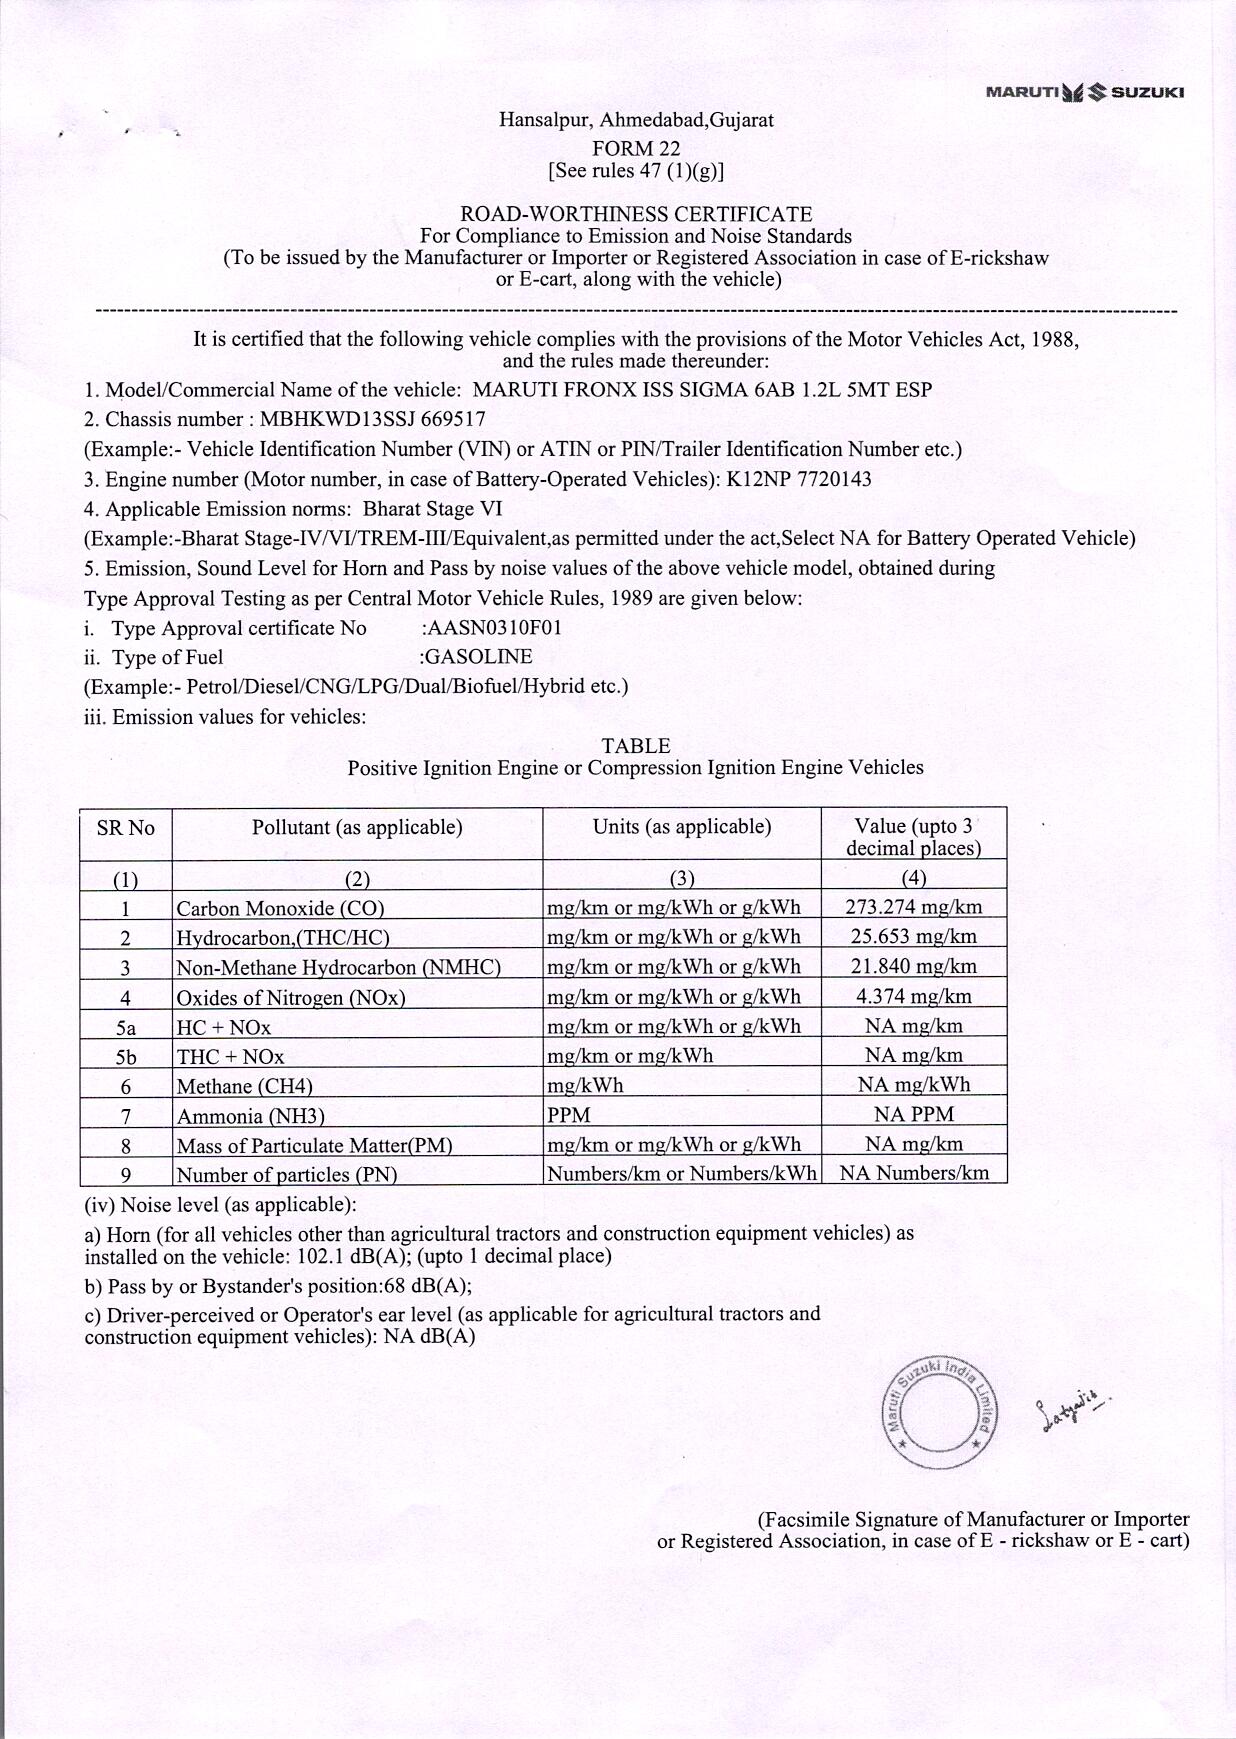 MARUTI SUZUKI
Hansalpur, Ahmedabad,Gujarat
FORM 22
[See rules 47 (1)(g)]
ROAD-WORTHINESS CERTIFICATE
For Compliance to Emission and Noise Standards
(To be issued by the Manufacturer or Importer or Registered Association in case of E-rickshaw
or E-cart, along with the vehicle)
It is certified that the following vehicle complies with the provisions of the Motor Vehicles Act, 1988,
and the rules made thereunder:
1. Model/Commercial Name of the vehicle: MARUTI FRONX ISS SIGMA 6AB 1.2L 5MT ESP
2. Chassis number : MBHKWD13SSJ 669517
(Example:- Vehicle Identification Number (VIN) or ATIN or PIN/Trailer Identification Number etc.)
3. Engine number (Motor number, in case of Battery-Operated Vehicles): K12NP 7720143
4. Applicable Emission norms: Bharat Stage VI
(Example:-Bharat Stage-IV/VI/TREM-III/Equivalent,as permitted under the act,Select NA for Battery Operated Vehicle)
5. Emission, Sound Level for Horn and Pass by noise values of the above vehicle model, obtained during
Type Approval Testing as per Central Motor Vehicle Rules, 1989 are given below:
i. Type Approval certificate No :AASN0310F01
ii. Type of Fuel :GASOLINE
(Example:- Petrol/Diesel/CNG/LPG/Dual/Biofuel/Hybrid etc.)
iii. Emission values for vehicles:
TABLE
Positive Ignition Engine or Compression Ignition Engine Vehicles
SR No Pollutant (as applicable) Units (as applicable) Value (upto 3
decimal places)
(1) (2) (3) (4)
1 Carbon Monoxide (CO) mg/km or mg/kWh or g/kWh 273.274 mg/km
2 Hydrocarbon,(THC/HC) mg/km or mg/kWh or g/kWh 25.653 mg/km
3 Non-Methane Hydrocarbon (NMHC) mg/km or mg/kWh or g/kWh 21.840 mg/km
4 Oxides of Nitrogen (NOx) mg/km or mg/kWh or g/kWh 4.374 mg/km
5a HC + NOx mg/km or mg/kWh or g/kWh NA mg/km
5b THC + NOx mg/km or mg/kWh NA mg/km
6 Methane (CH4) mg/kWh NA mg/kWh
7 Ammonia (NH3) PPM NA PPM
8 Mass of Particulate Matter(PM) mg/km or mg/kWh or g/kWh NA mg/km
9 Number of particles (PN) Numbers/km or Numbers/kWh NA Numbers/km
(iv) Noise level (as applicable):
a) Horn (for all vehicles other than agricultural tractors and construction equipment vehicles) as
installed on the vehicle: 102.1 dB(A); (upto 1 decimal place)
b) Pass by or Bystander's position:68 dB(A);
c) Driver-perceived or Operator's ear level (as applicable for agricultural tractors and
construction equipment vehicles): NA dB(A)
Maruti Suzuki India Limited
(Facsimile Signature of Manufacturer or Importer
or Registered Association, in case of E - rickshaw or E - cart)